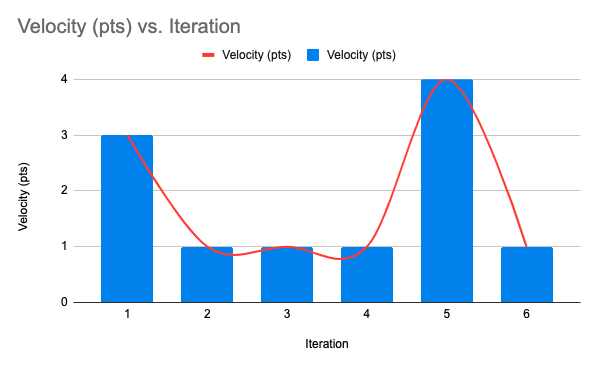 Velocity (pts) vs. Iteration
Velocity (pts) Velocity (pts)
4
3
2
1
0
Velocity (pts)
1 2 3 4 5 6
Iteration